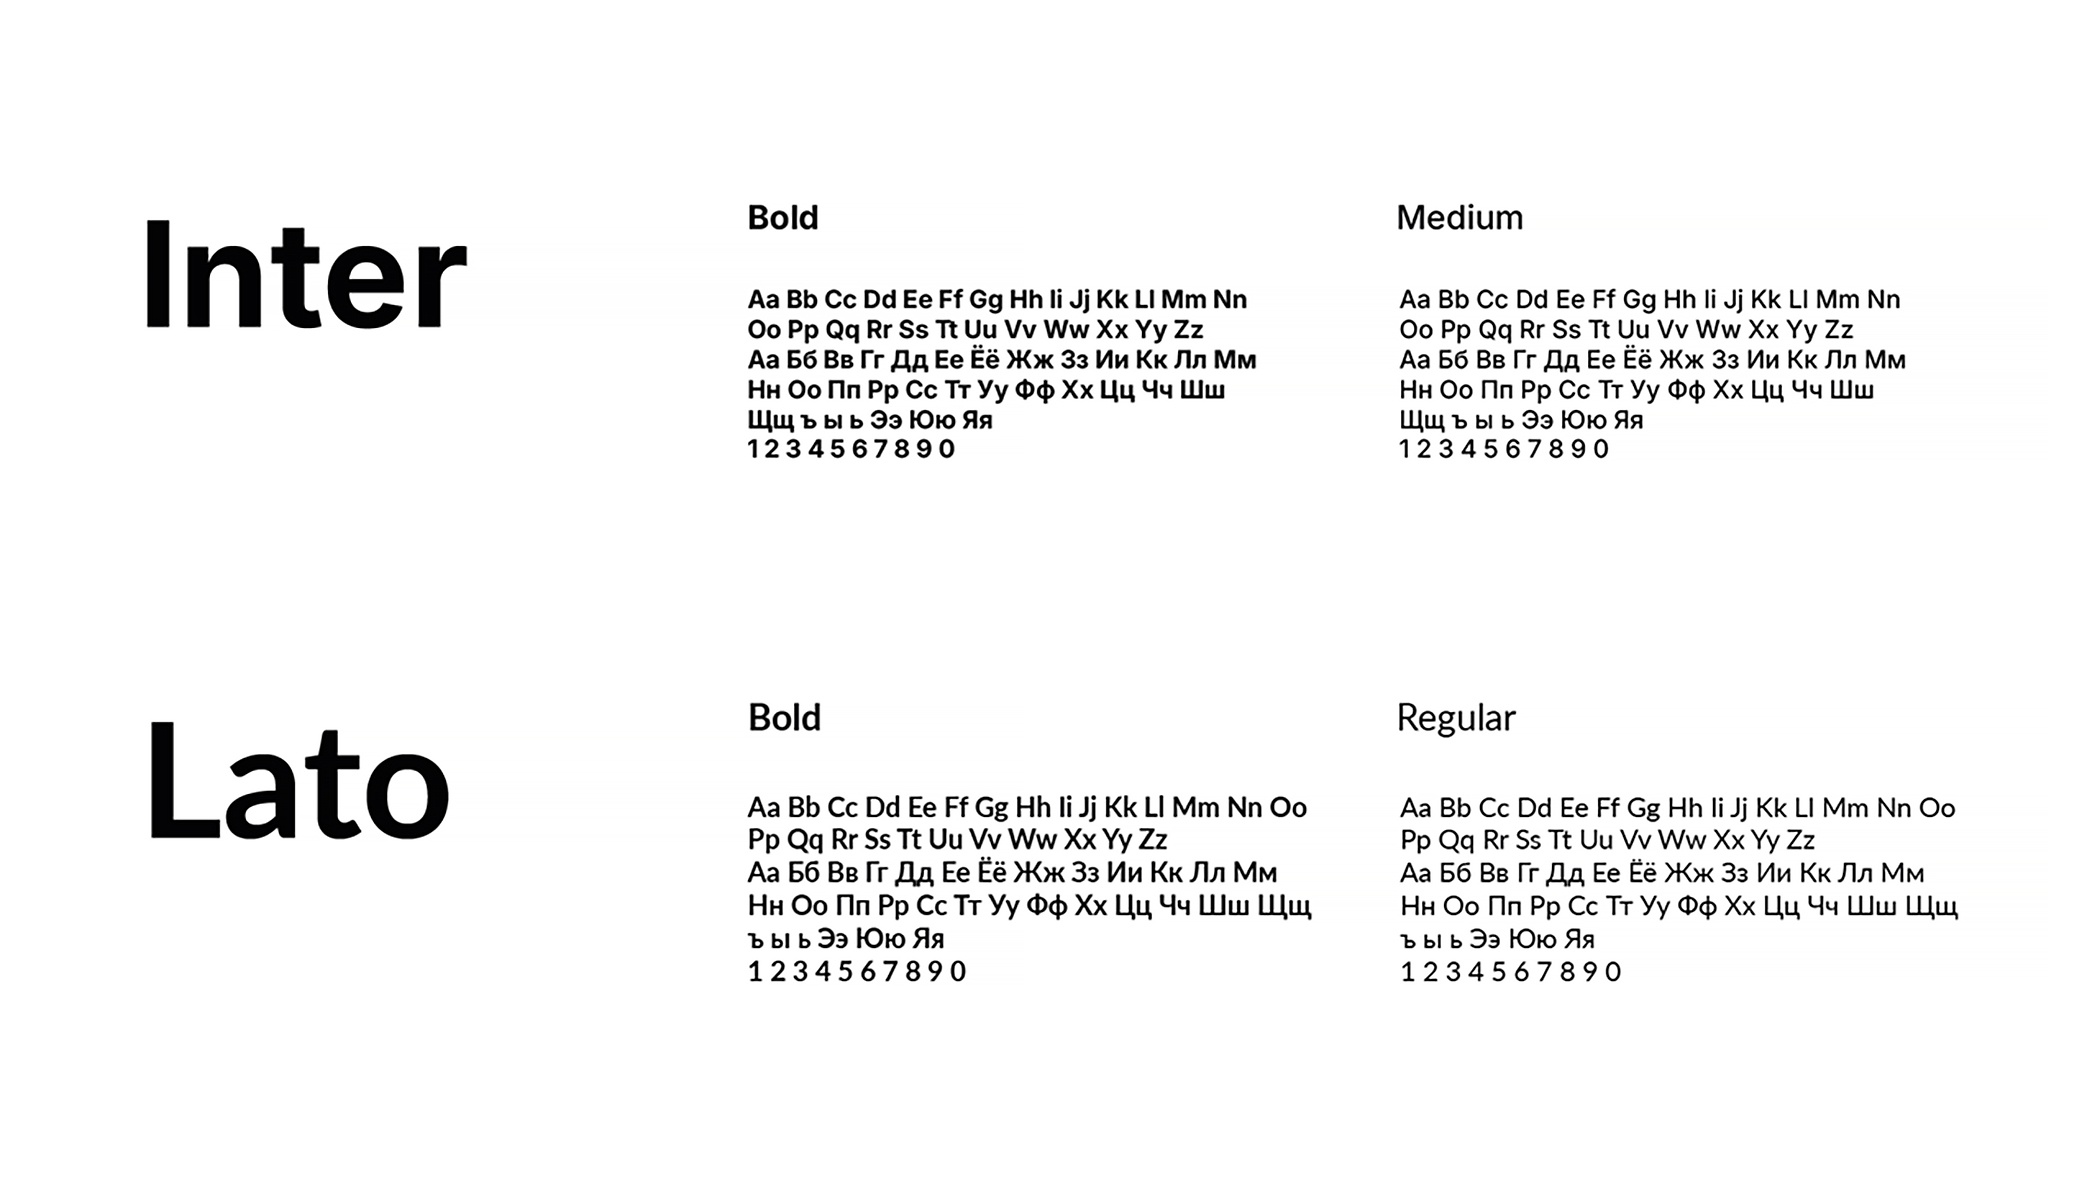 Inter
Bold
Aa Bb Cc Dd Ee Ff Gg Hh Ii Jj Kk Ll Mm Nn
Oo Pp Qq Rr Ss Tt Uu Vv Ww Xx Yy Zz
Аа Бб Вв Гг Дд Ее Ёё Жж Зз Ии Кк Лл Мм
Нн Оо Пп Рр Сс Тт Уу Фф Хх Цц Чч Шш
Щщ ъ ы ь Ээ Юю Яя
1 2 3 4 5 6 7 8 9 0
Medium
Aa Bb Cc Dd Ee Ff Gg Hh Ii Jj Kk Ll Mm Nn
Oo Pp Qq Rr Ss Tt Uu Vv Ww Xx Yy Zz
Аа Бб Вв Гг Дд Ее Ёё Жж Зз Ии Кк Лл Мм
Нн Оо Пп Рр Сс Тт Уу Фф Хх Цц Чч Шш
Щщ ъ ы ь Ээ Юю Яя
1 2 3 4 5 6 7 8 9 0
Lato
Bold
Aa Bb Cc Dd Ee Ff Gg Hh Ii Jj Kk Ll Mm Nn Oo
Pp Qq Rr Ss Tt Uu Vv Ww Xx Yy Zz
Аа Бб Вв Гг Дд Ее Ёё Жж Зз Ии Кк Лл Мм
Нн Оо Пп Рр Сс Тт Уу Фф Хх Цц Чч Шш Щщ
ъ ы ь Ээ Юю Яя
1 2 3 4 5 6 7 8 9 0
Regular
Aa Bb Cc Dd Ee Ff Gg Hh Ii Jj Kk Ll Mm Nn Oo
Pp Qq Rr Ss Tt Uu Vv Ww Xx Yy Zz
Аа Бб Вв Гг Дд Ее Ёё Жж Зз Ии Кк Лл Мм
Нн Оо Пп Рр Сс Тт Уу Фф Хх Цц Чч Шш Щщ
ъ ы ь Ээ Юю Яя
1 2 3 4 5 6 7 8 9 0